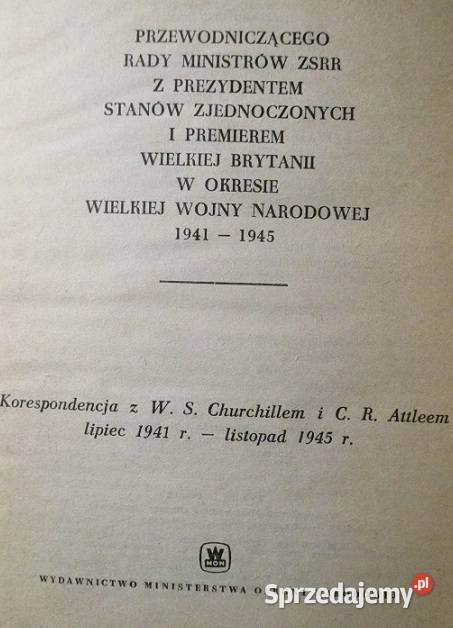 PRZEWODNICZĄCEGO
RADY MINISTRÓW ZSRR
Z PREZYDENTEM
STANÓW ZJEDNOCZONYCH
I PREMIEREM
WIELKIEJ BRYTANII
W OKRESIE
WIELKIEJ WOJNY NARODOWEJ
1941 — 1945
Korespondencja z W. S. Churchillem i C. R. Attleem
lipiec 1941 r. — listopad 1945 r.
W
MON
WYDAWNICTWO MINISTERSTWA
Sprzedajemy.pl